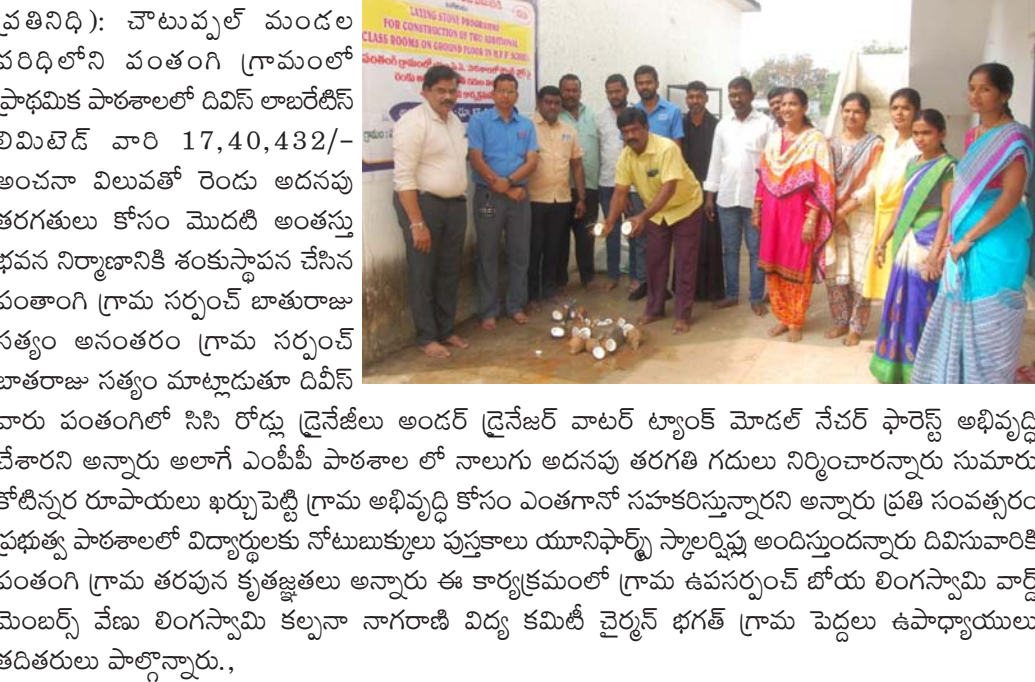 ప్రతినిధి): చౌటుప్పల్ మండల
పరిధిలోని వంతంగి గ్రామంలో
ప్రాథమిక పాఠశాలలో దివిస్ లాబరేటిస్
లిమిటెడ్ వారి 17,40,432/–
అంచనా విలువతో రెండు అదనపు
తరగతులు కోసం మొదటి అంతస్తు
భవన నిర్మాణానికి శంకుస్థాపన చేసిన
పంతాంగి గ్రామ సర్పంచ్ బాతురాజు
సత్యం అనంతరం గ్రామ సర్పంచ్
బాతరాజు సత్యం మాట్లాడుతూ దివీస్
వారు పంతంగిలో సిసి రోడ్లు డ్రైనేజీలు అండర్ డ్రైనేజర్ వాటర్ ట్యాంక్ మోడల్ నేచర్ ఫారెస్ట్ అభివృద్ధి
చేశారని అన్నారు అలాగే ఎంపీపీ పాఠశాల లో నాలుగు అదనపు తరగతి గదులు నిర్మించారన్నారు సుమారు
కోటిన్నర రూపాయలు ఖర్చుపెట్టి గ్రామ అభివృద్ధి కోసం ఎంతగానో సహకరిస్తున్నారని అన్నారు ప్రతి సంవత్సరం
ప్రభుత్వ పాఠశాలలో విద్యార్థులకు నోటుబుక్కులు పుస్తకాలు యూనిఫార్మ్స్ స్కాలర్షిప్లు అందిస్తుందన్నారు దివిసువారికి
పంతంగి గ్రామ తరపున కృతజ్ఞతలు అన్నారు ఈ కార్యక్రమంలో గ్రామ ఉపసర్పంచ్ బోయ లింగస్వామి వార్డ్
మెంబర్స్ వేణు లింగస్వామి కల్పనా నాగరాణి విద్య కమిటీ చైర్మన్ భగత్ గ్రామ పెద్దలు ఉపాధ్యాయులు
తదితరులు పాల్గొన్నారు.,
LAYING STONE PROGRAMME
FOR CONSTRUCTION OF TWO ADDITIONAL
CLASS ROOMS ON GROUND FLOOR IN M.P.P. SCHOOL